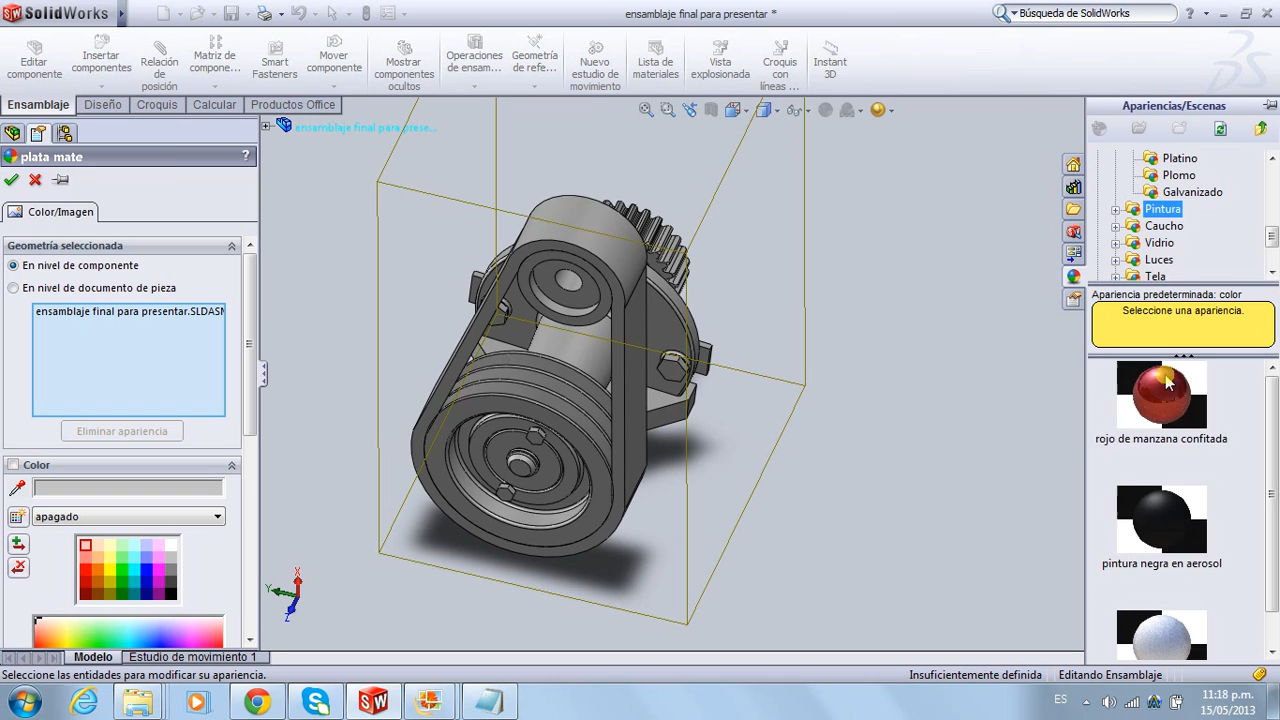 SolidWorks
ensamblaje final para presentar *
Búsqueda de SolidWorks
Editar componente
Insertar componentes
Relación de posición
Matriz de compone...
Smart Fasteners
Mover componente
Mostrar componentes ocultos
Operaciones de ensam...
Geometría de refe...
Nuevo estudio de movimiento
Lista de materiales
Vista explosionada
Croquis con líneas ...
Instant 3D
Ensamblaje
Diseño
Croquis
Calcular
Productos Office
Apariencias/Escenas
ensamblaje final para prese...
plata mate
?
Color/Imagen
Geometría seleccionada
En nivel de componente
En nivel de documento de pieza
ensamblaje final para presentar.SLDASM
Eliminar apariencia
Color
apagado
Platino
Plomo
Galvanizado
Pintura
Caucho
Vidrio
Luces
Tela
Apariencia predeterminada: color
Seleccione una apariencia.
rojo de manzana confitada
pintura negra en aerosol
X
Y
Z
Modelo
Estudio de movimiento 1
Seleccione las entidades para modificar su apariencia.
Insuficientemente definida
Editando Ensamblaje
ES
11:18 p.m.
15/05/2013